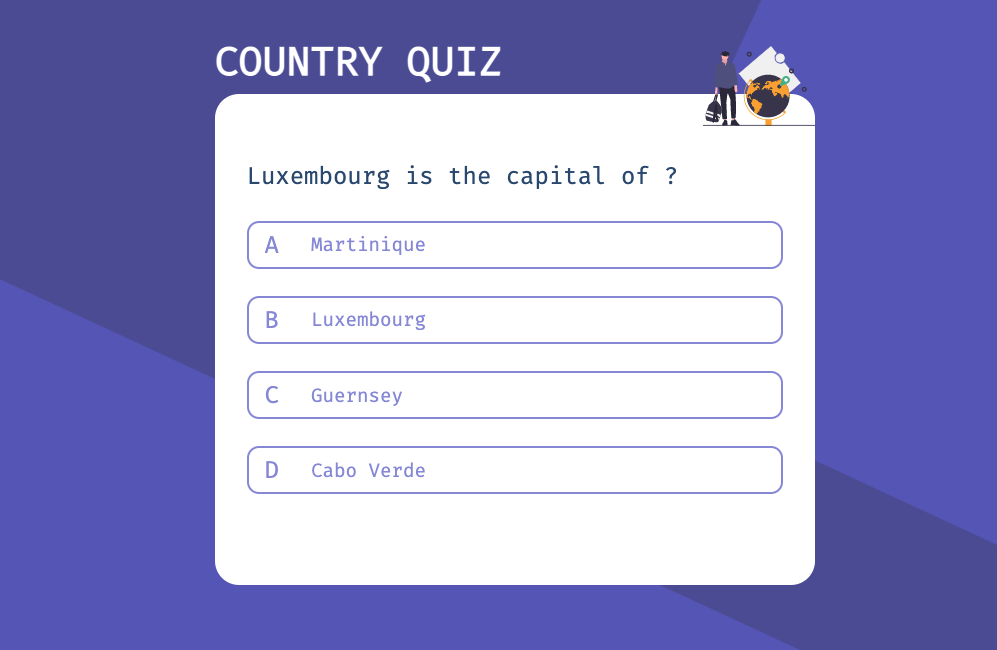 COUNTRY QUIZ
Luxembourg is the capital of ?
A Martinique
B Luxembourg
C Guernsey
D Cabo Verde